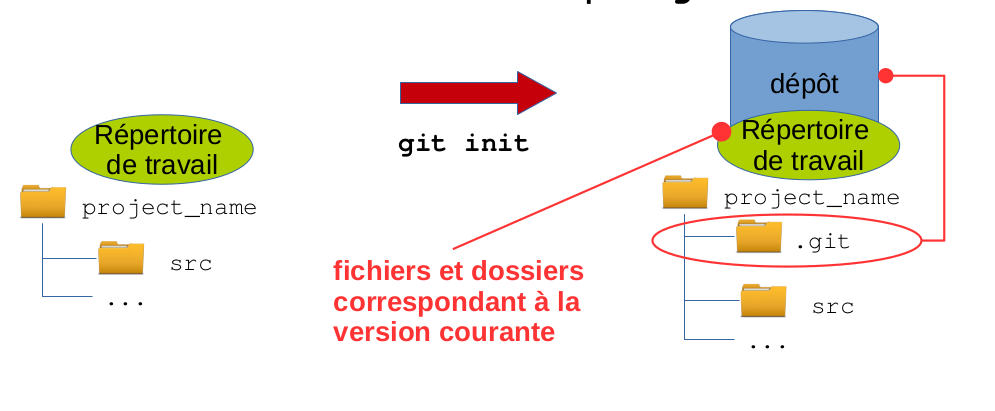 Répertoire
de travail
project_name
src
...
git init
fichiers et dossiers
correspondant à la
version courante
dépôt
Répertoire
de travail
project_name
.git
src
...